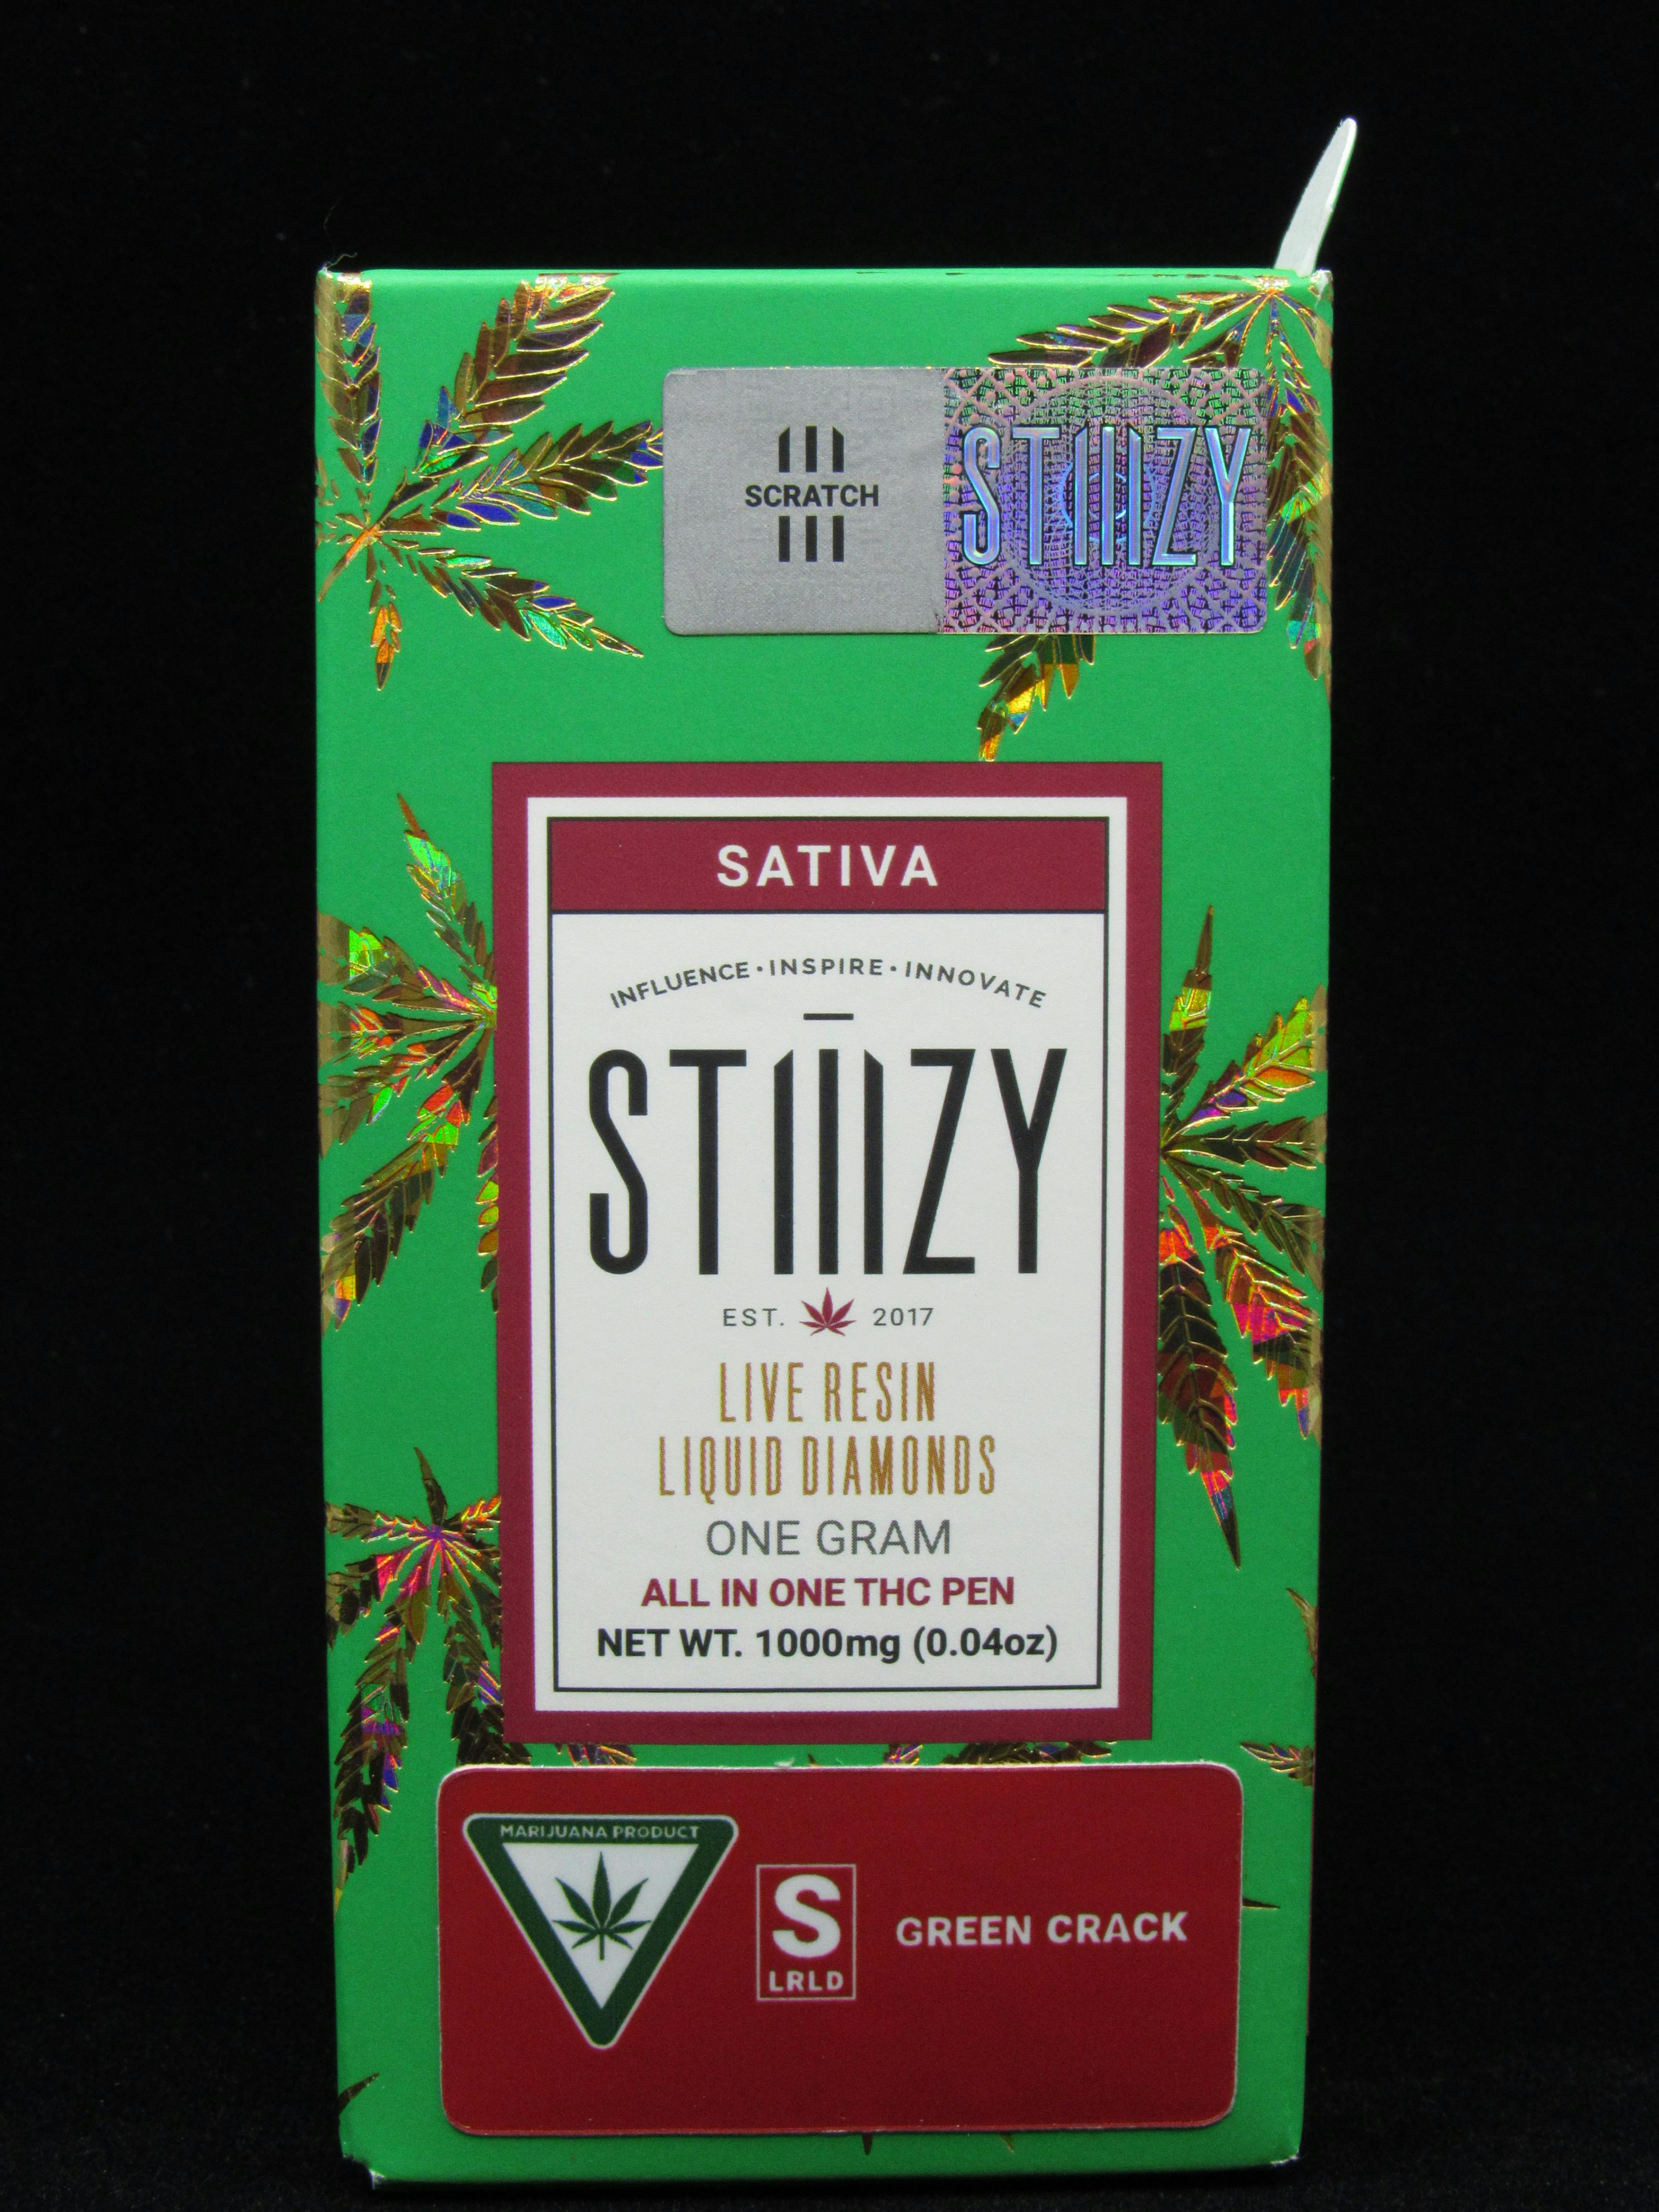 SCRATCH
STIIIZY
SATIVA
INFLUENCE • INSPIRE • INNOVATE
STIIIZY
EST. 2017
LIVE RESIN
LIQUID DIAMONDS
ONE GRAM
ALL IN ONE THC PEN
NET WT. 1000mg (0.04oz)
MARIJUANA PRODUCT
S
LRLD
GREEN CRACK